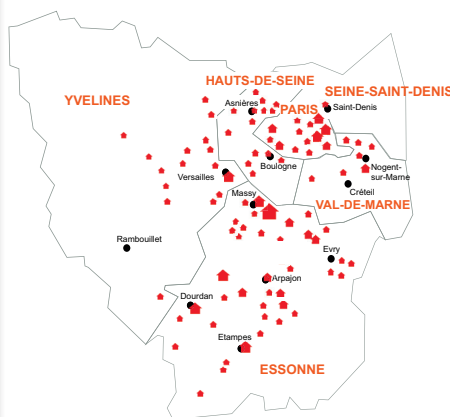 HAUTS-DE-SEINE
SEINE-SAINT-DENIS
YVELINES
Asnières
PARIS
Saint-Denis
Boulogne
Nogent-
sur-Marne
Versailles
Créteil
Massy
VAL-DE-MARNE
Rambouillet
Evry
Arpajon
Dourdan
Etampes
ESSONNE